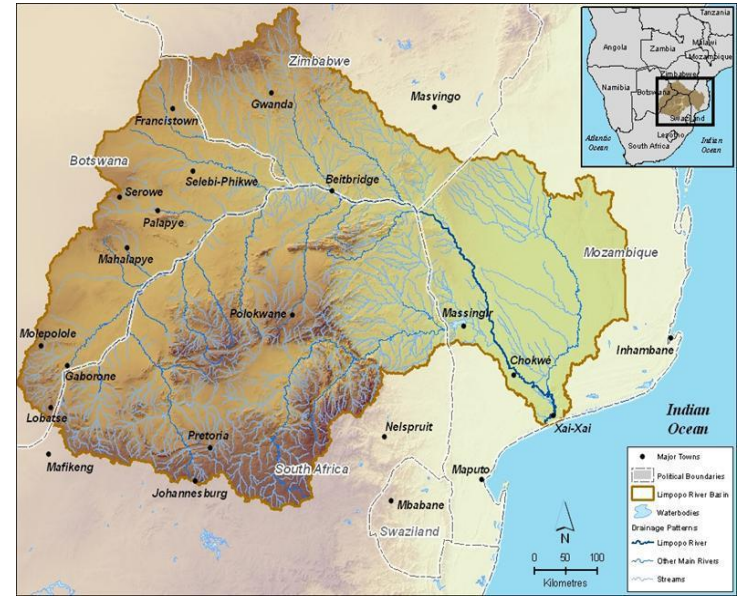 Zimbabwe
Gwanda
Masvingo
Francistown
Botswana
Selebi-Phikwe
Beitbridge
Serowe
Palapye
Mahalapye
Mozambique
Polokwane
Massingir
Molepolole
Inhambane
Chokwe
Gaborone
Lobatse
Xai-Xai
Indian
Ocean
Nelspruit
Pretoria
Mafikeng
South Africa
Maputo
Johannesburg
Mbabane
Swaziland
N
0 50 100
Kilometres
Tanzania
Angola
Zambia
Malawi
Mozambique
Zimbabwe
Namibia
Botswana
Swaziland
Lesotho
South Africa
Atlantic
Ocean
Indian
Ocean
Major Towns
Political Boundaries
Limpopo River Basin
Waterbodies
Drainage Patterns
Limpopo River
Other Main Rivers
Streams